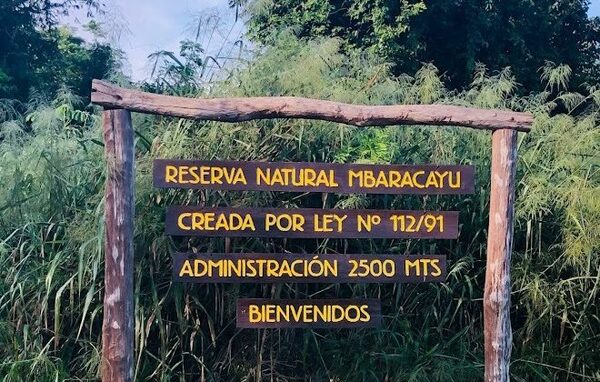 RESERVA NATURAL MBARACAYU
CREADA POR LEY Nº 112/91
ADMINISTRACIÓN 2500 MTS
BIENVENIDOS